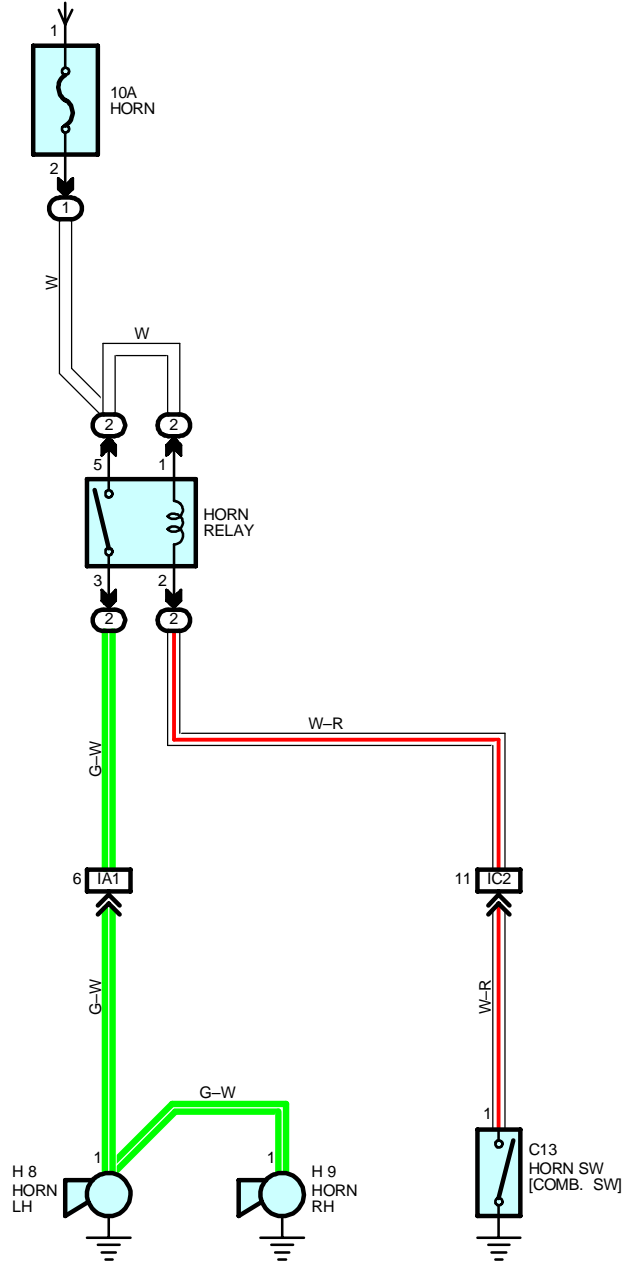 1
10A
HORN
2
1
W
W
2
2
5
1
HORN
RELAY
3
2
2
2
W–R
G–W
6
IA1
11
IC2
G–W
W–R
G–W
1
1
1
H 8
HORN
LH
H 9
HORN
RH
C13
HORN SW
[COMB. SW]